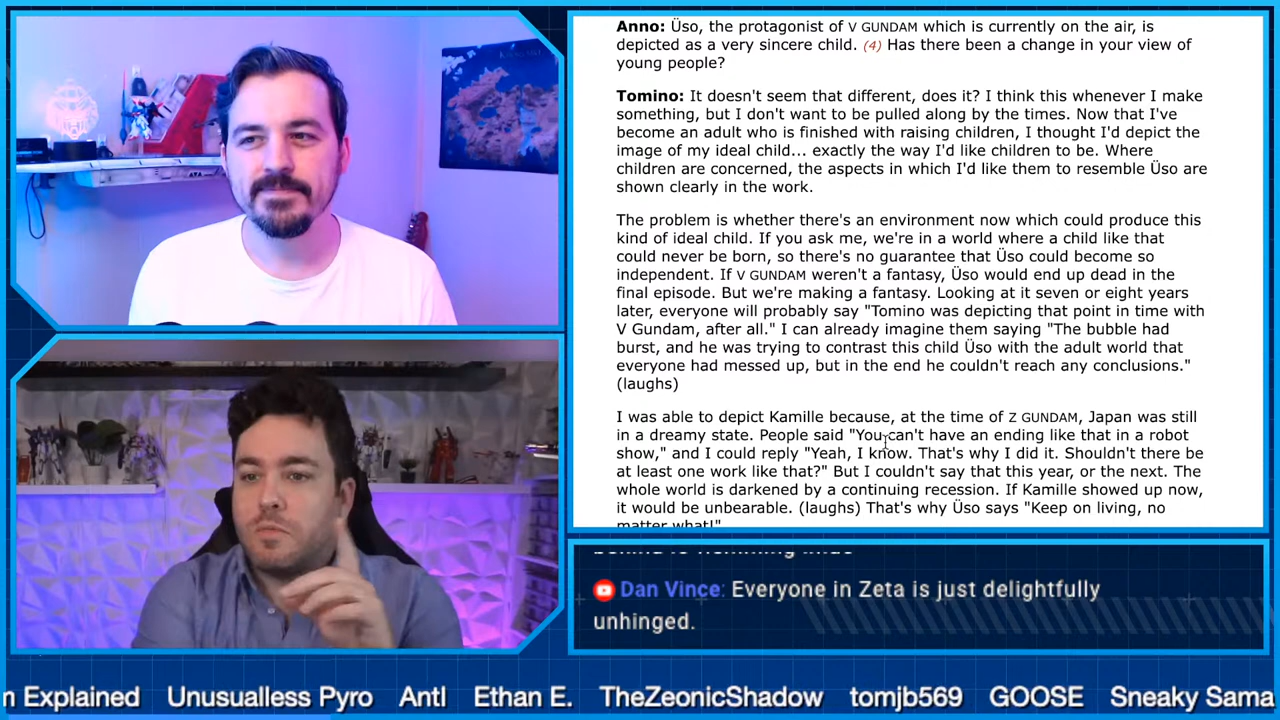 Anno: Üso, the protagonist of V GUNDAM which is currently on the air, is
depicted as a very sincere child. (4) Has there been a change in your view of
young people?
Tomino: It doesn't seem that different, does it? I think this whenever I make
something, but I don't want to be pulled along by the times. Now that I've
become an adult who is finished with raising children, I thought I'd depict the
image of my ideal child... exactly the way I'd like children to be. Where
children are concerned, the aspects in which I'd like them to resemble Üso are
shown clearly in the work.
The problem is whether there's an environment now which could produce this
kind of ideal child. If you ask me, we're in a world where a child like that
could never be born, so there's no guarantee that Üso could become so
independent. If V GUNDAM weren't a fantasy, Üso would end up dead in the
final episode. But we're making a fantasy. Looking at it seven or eight years
later, everyone will probably say "Tomino was depicting that point in time with
V Gundam, after all." I can already imagine them saying "The bubble had
burst, and he was trying to contrast this child Üso with the adult world that
everyone had messed up, but in the end he couldn't reach any conclusions."
(laughs)
I was able to depict Kamille because, at the time of Z GUNDAM, Japan was still
in a dreamy state. People said "You can't have an ending like that in a robot
show," and I could reply "Yeah, I know. That's why I did it. Shouldn't there be
at least one work like that?" But I couldn't say that this year, or the next. The
whole world is darkened by a continuing recession. If Kamille showed up now,
it would be unbearable. (laughs) That's why Üso says "Keep on living, no
matter what!"
Dan Vince: Everyone in Zeta is just delightfully
unhinged.
m Explained Unusualless Pyro Antl Ethan E. TheZeonicShadow tomjb569 GOOSE Sneaky Sama